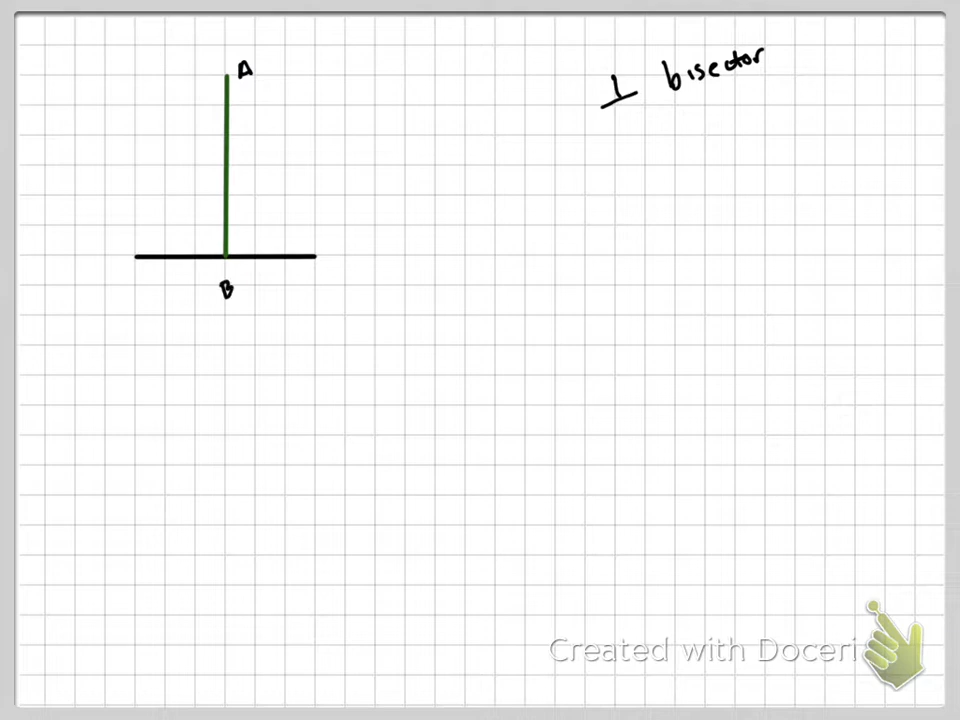 A
⊥ bisector
B
Created with Doceri